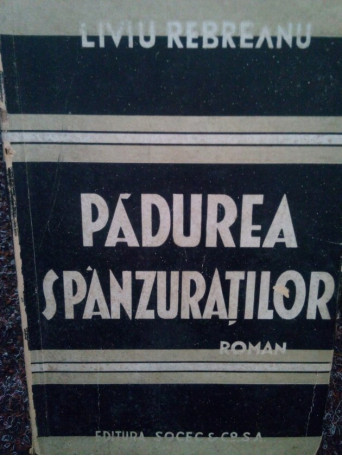 LIVIU REBREANU
PĂDUREA
SPÂNZURAȚILOR
ROMAN
EDITURA SOCEC & Co. S.A.